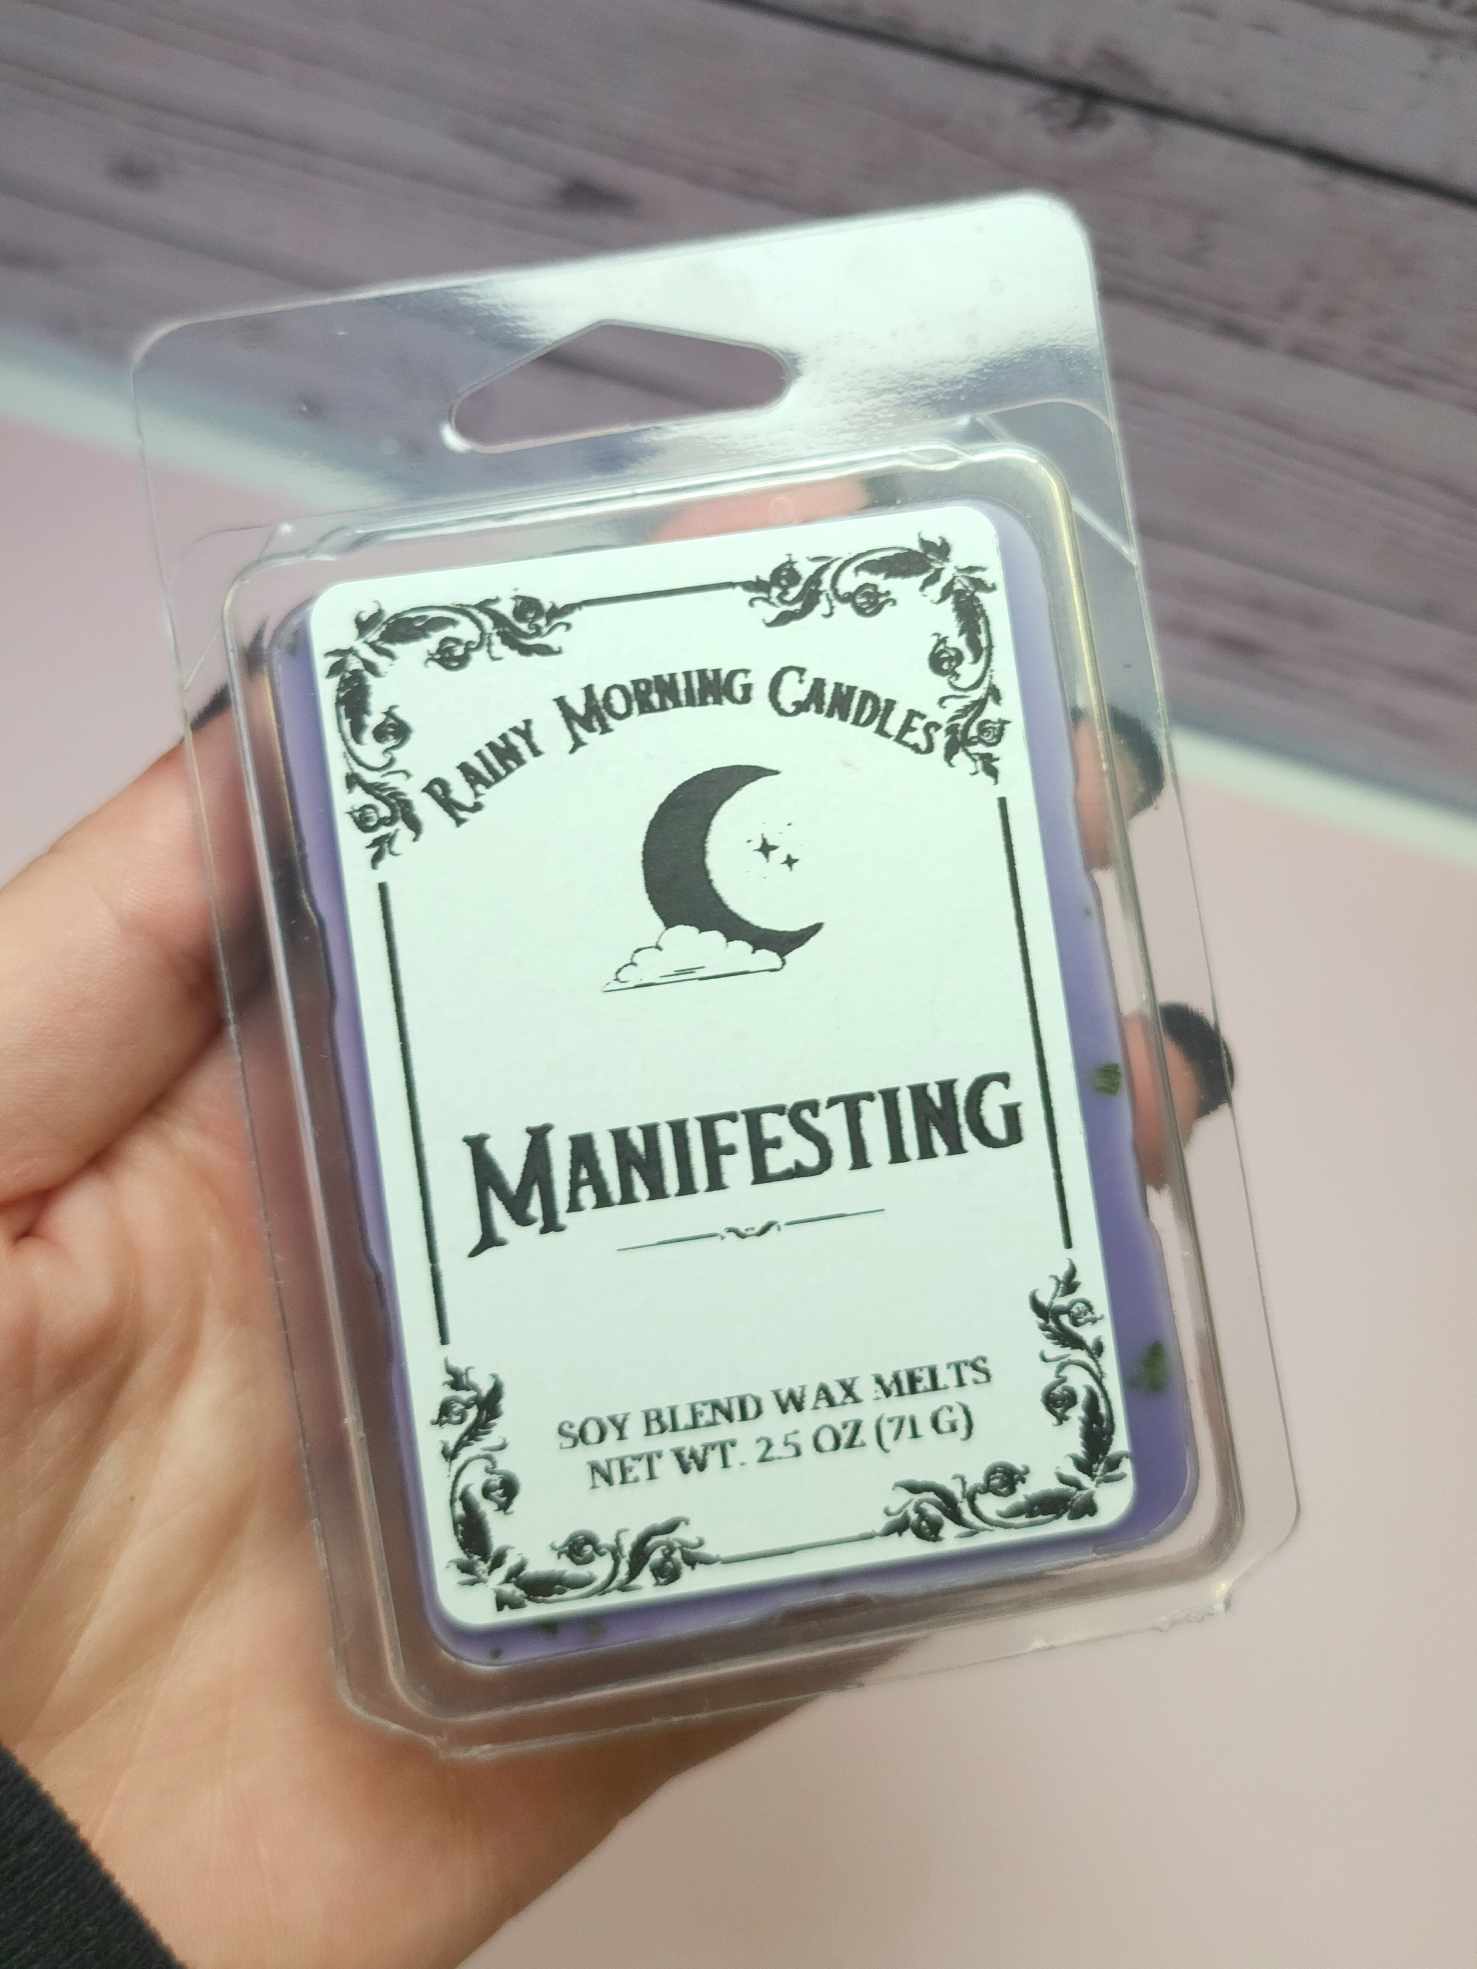 Rainy Morning Candles
Manifesting
SOY BLEND WAX MELTS
NET WT. 2.5 OZ (71 G)